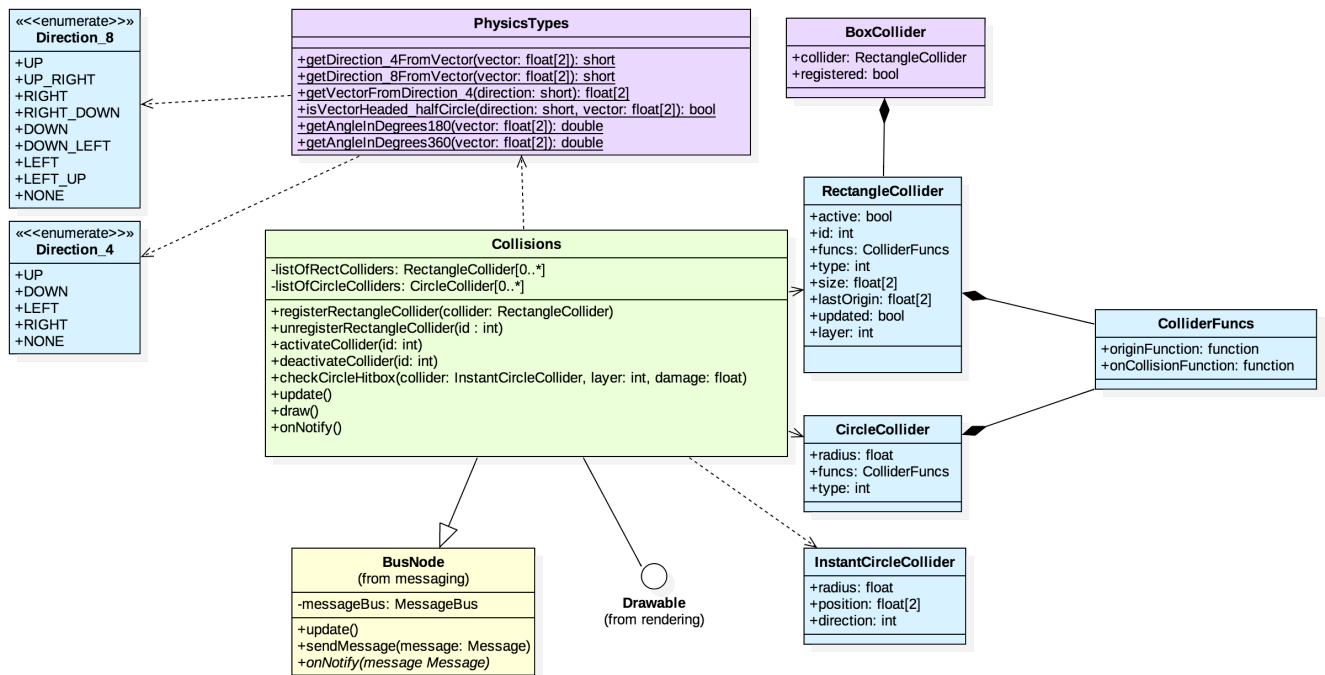 «<<enumerate>>»
Direction_8
+UP
+UP_RIGHT
+RIGHT
+RIGHT_DOWN
+DOWN
+DOWN_LEFT
+LEFT
+LEFT_UP
+NONE
«<<enumerate>>»
Direction_4
+UP
+DOWN
+LEFT
+RIGHT
+NONE
PhysicsTypes
+getDirection_4FromVector(vector: float[2]): short
+getDirection_8FromVector(vector: float[2]): short
+getVectorFromDirection_4(direction: short): float[2]
+isVectorHeaded_halfCircle(direction: short, vector: float[2]): bool
+getAngleInDegrees180(vector: float[2]): double
+getAngleInDegrees360(vector: float[2]): double
BoxCollider
+collider: RectangleCollider
+registered: bool
Collisions
-listOfRectColliders: RectangleCollider[0..*]
-listOfCircleColliders: CircleCollider[0..*]
+registerRectangleCollider(collider: RectangleCollider)
+unregisterRectangleCollider(id : int)
+activateCollider(id: int)
+deactivateCollider(id: int)
+checkCircleHitbox(collider: InstantCircleCollider, layer: int, damage: float)
+update()
+draw()
+onNotify()
RectangleCollider
+active: bool
+id: int
+funcs: ColliderFuncs
+type: int
+size: float[2]
+lastOrigin: float[2]
+updated: bool
+layer: int
ColliderFuncs
+originFunction: function
+onCollisionFunction: function
CircleCollider
+radius: float
+funcs: ColliderFuncs
+type: int
BusNode
(from messaging)
-messageBus: MessageBus
+update()
+sendMessage(message: Message)
+onNotify(message Message)
Drawable
(from rendering)
InstantCircleCollider
+radius: float
+position: float[2]
+direction: int